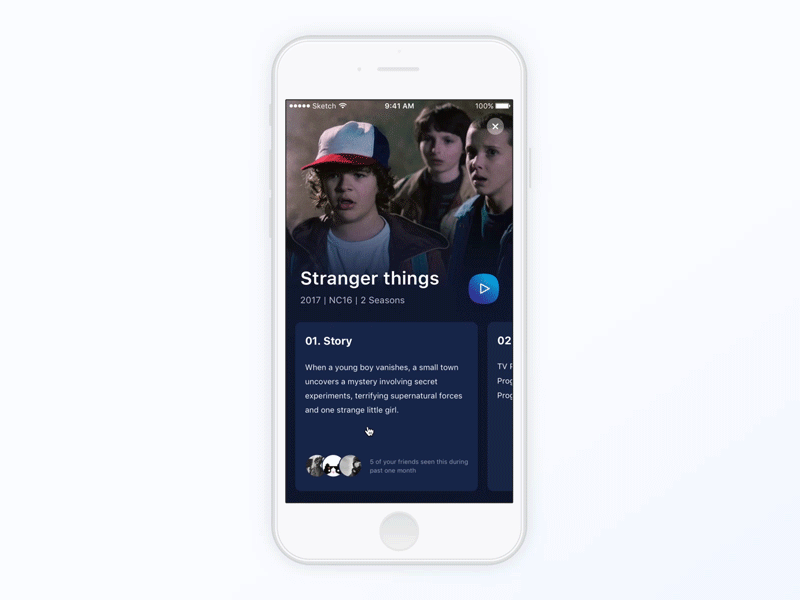 Sketch 9:41 AM 100%
Stranger things
2017 | NC16 | 2 Seasons
01. Story
When a young boy vanishes, a small town
uncovers a mystery involving secret
experiments, terrifying supernatural forces
and one strange little girl.
5 of your friends seen this during
past one month
02
TV
Prog
Prog